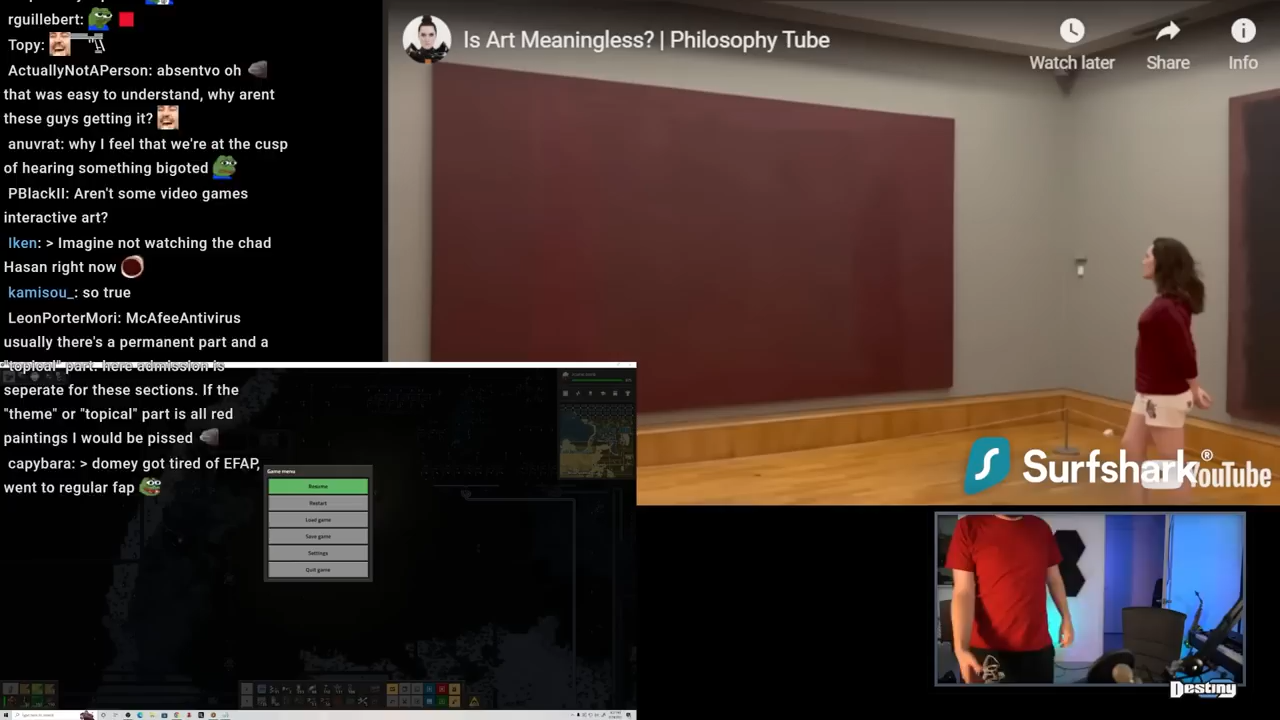 rguillebert:
Topy:
ActuallyNotAPerson: absentvo oh
that was easy to understand, why arent
these guys getting it?
anuvrat: why I feel that we're at the cusp
of hearing something bigoted
PBlackII: Aren't some video games
interactive art?
Iken: > Imagine not watching the chad
Hasan right now
kamisou_: so true
LeonPorterMori: McAfeeAntivirus
usually there's a permanent part and a
"topical" part. here admission is
seperate for these sections. If the
"theme" or "topical" part is all red
paintings I would be pissed
capybara: > domey got tired of EFAP,
went to regular fap
Is Art Meaningless? | Philosophy Tube
Watch later
Share
Info
Surfshark®
YouTube
Game menu
Resume
Restart
Load game
Save game
Settings
Quit game
Destiny